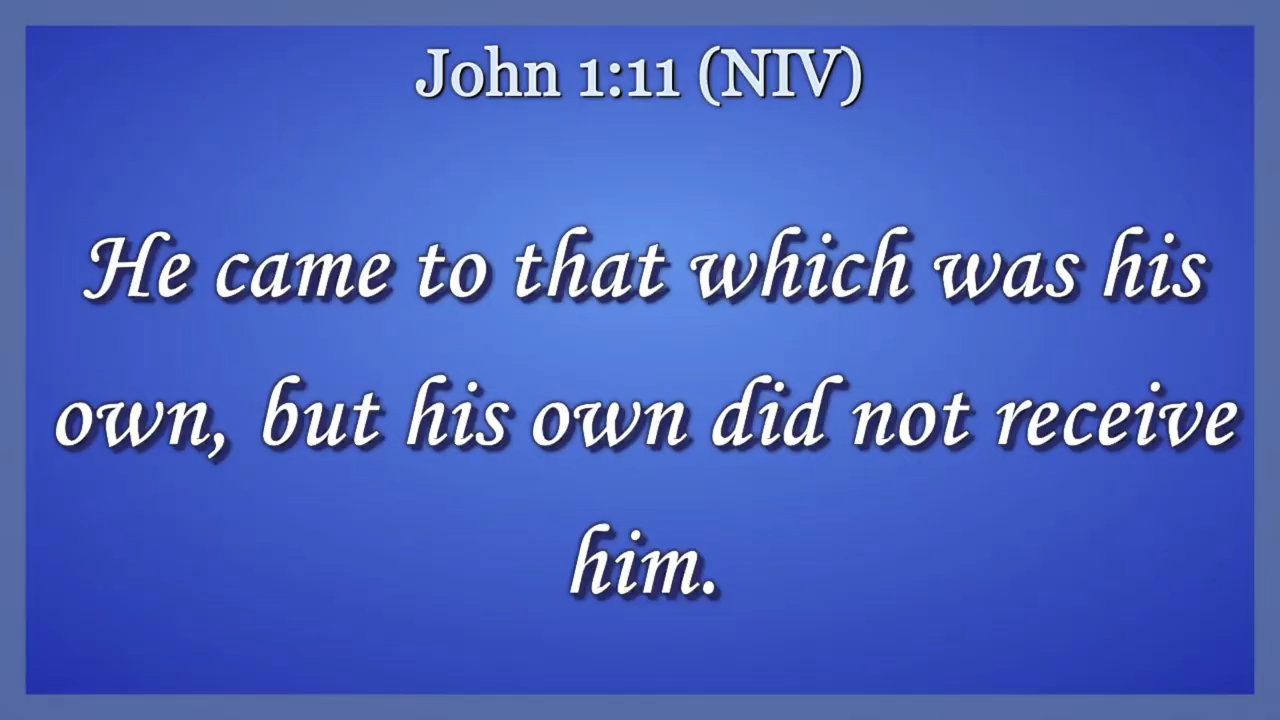 John 1:11 (NIV)
He came to that which was his
own, but his own did not receive
him.